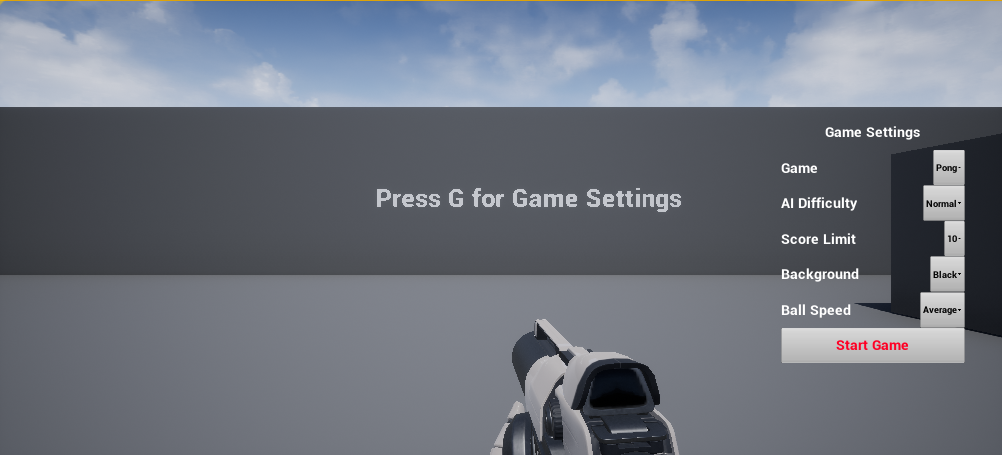 Game Settings
Game Pong
Press G for Game Settings
AI Difficulty Normal
Score Limit 10
Background Black
Ball Speed Average
Start Game